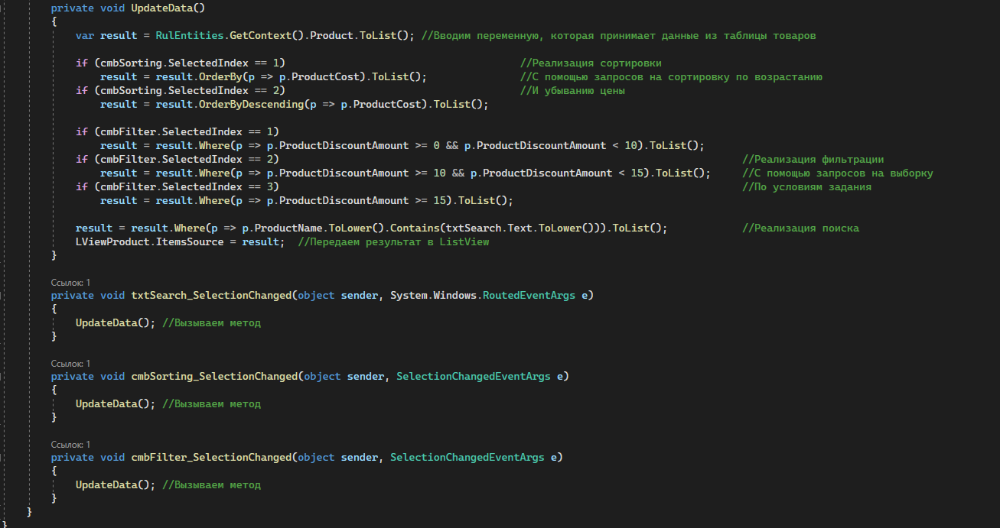 private void UpdateData()
{
var result = RulEntities.GetContext().Product.ToList(); //Вводим переменную, которая принимает данные из таблицы товаров
if (cmbSorting.SelectedIndex == 1) //Реализация сортировки
result = result.OrderBy(p => p.ProductCost).ToList(); //С помощью запросов на сортировку по возрастанию
if (cmbSorting.SelectedIndex == 2) //И убыванию цены
result = result.OrderByDescending(p => p.ProductCost).ToList();
if (cmbFilter.SelectedIndex == 1)
result = result.Where(p => p.ProductDiscountAmount >= 0 && p.ProductDiscountAmount < 10).ToList();
if (cmbFilter.SelectedIndex == 2) //Реализация фильтрации
result = result.Where(p => p.ProductDiscountAmount >= 10 && p.ProductDiscountAmount < 15).ToList(); //С помощью запросов на выборку
if (cmbFilter.SelectedIndex == 3) //По условиям задания
result = result.Where(p => p.ProductDiscountAmount >= 15).ToList();
result = result.Where(p => p.ProductName.ToLower().Contains(txtSearch.Text.ToLower())).ToList(); //Реализация поиска
LViewProduct.ItemsSource = result; //Передаем результат в ListView
}
Ссылок: 1
private void txtSearch_SelectionChanged(object sender, System.Windows.RoutedEventArgs e)
{
UpdateData(); //Вызываем метод
}
Ссылок: 1
private void cmbSorting_SelectionChanged(object sender, SelectionChangedEventArgs e)
{
UpdateData(); //Вызываем метод
}
Ссылок: 1
private void cmbFilter_SelectionChanged(object sender, SelectionChangedEventArgs e)
{
UpdateData(); //Вызываем метод
}
}
}